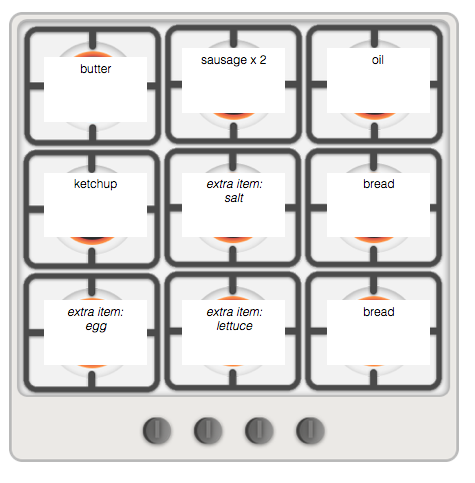 butter
sausage x 2
oil
ketchup
extra item:
salt
bread
extra item:
egg
extra item:
lettuce
bread